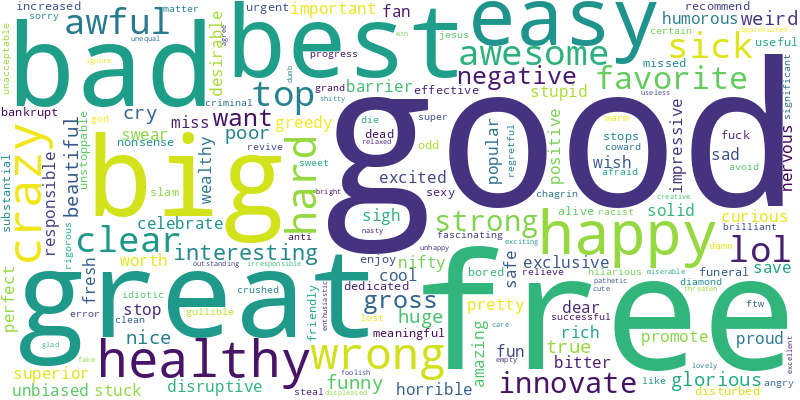 increased
sorry
matter
urgent
important
fan
easy
humorous
recommend
certain
appreciated
weird
unacceptable
bad
awful
unequal
ignore
desirable
agree
best
progress
jesus
win
awesome
sick
missed
useful
significant
negative
favorite
bankrupt
god
cry
criminal
top
grand
barrier
effective
stupid
useless
crazy
nonsense
swear
miss
want
dumb
shitty
greedy
die
super
good
warm
stops
coward
afraid
fuck
nervous
unstoppable
big
poor
revive
dead
relaxed
odd
popular
regretful
positive
wish
impressive
sad
avoid
substantial
responsible
beautiful
slam
wealthy
sweet
hard
bright
excited
sexy
chagrin
creative
sigh
nasty
strong
alive
racist
solid
curious
brilliant
rigorous
clear
celebrate
anti
unhappy
fascinating
exciting
happy
damn
lol
worth
interesting
enjoy
nifty
safe
exclusive
hilarious
funeral
save
perfect
fresh
outstanding
irresponsible
cool
bored
relieve
pathetic
miserable
diamond
threaten
great
idiotic
crushed
dedicated
free
cute
error
clean
stop
gullible
friendly
enthusiastic
lost
gross
huge
pretty
dear
successful
rich
promote
ftw
proud
glad
nice
meaningful
care
amazing
fun
true
excellent
fake
healthy
wrong
empty
bitter
lovely
superior
foolish
unbiased
stuck
disruptive
steal
funny
displeased
horrible
innovate
like
glorious
disturbed
angry